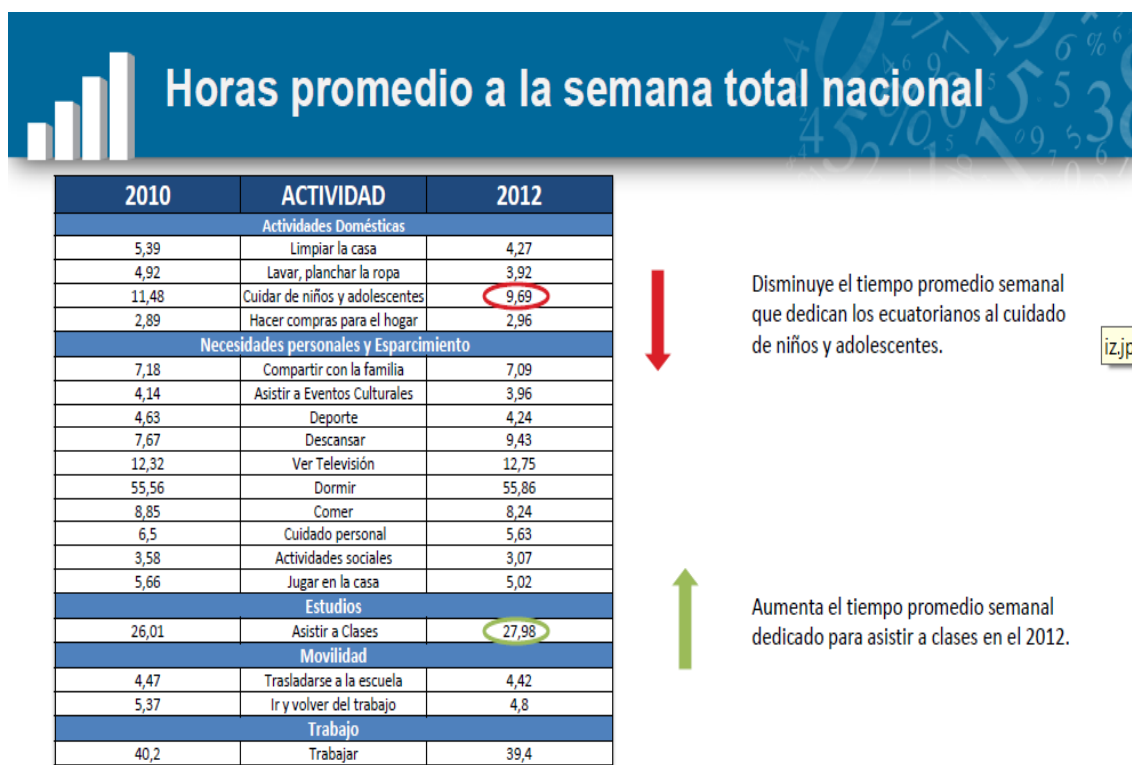 Horas promedio a la semana total nacional
2010 ACTIVIDAD 2012
Actividades Domésticas
5,39 Limpiar la casa 4,27
4,92 Lavar, planchar la ropa 3,92
11,48 Cuidar de niños y adolescentes 9,69
2,89 Hacer compras para el hogar 2,96
Necesidades personales y Esparcimiento
7,18 Compartir con la familia 7,09
4,14 Asistir a Eventos Culturales 3,96
4,63 Deporte 4,24
7,67 Descansar 9,43
12,32 Ver Televisión 12,75
55,56 Dormir 55,86
8,85 Comer 8,24
6,5 Cuidado personal 5,63
3,58 Actividades sociales 3,07
5,66 Jugar en la casa 5,02
Estudios
26,01 Asistir a Clases 27,98
Movilidad
4,47 Trasladarse a la escuela 4,42
5,37 Ir y volver del trabajo 4,8
Trabajo
40,2 Trabajar 39,4
Disminuye el tiempo promedio semanal
que dedican los ecuatorianos al cuidado
de niños y adolescentes.
iz.jp
Aumenta el tiempo promedio semanal
dedicado para asistir a clases en el 2012.